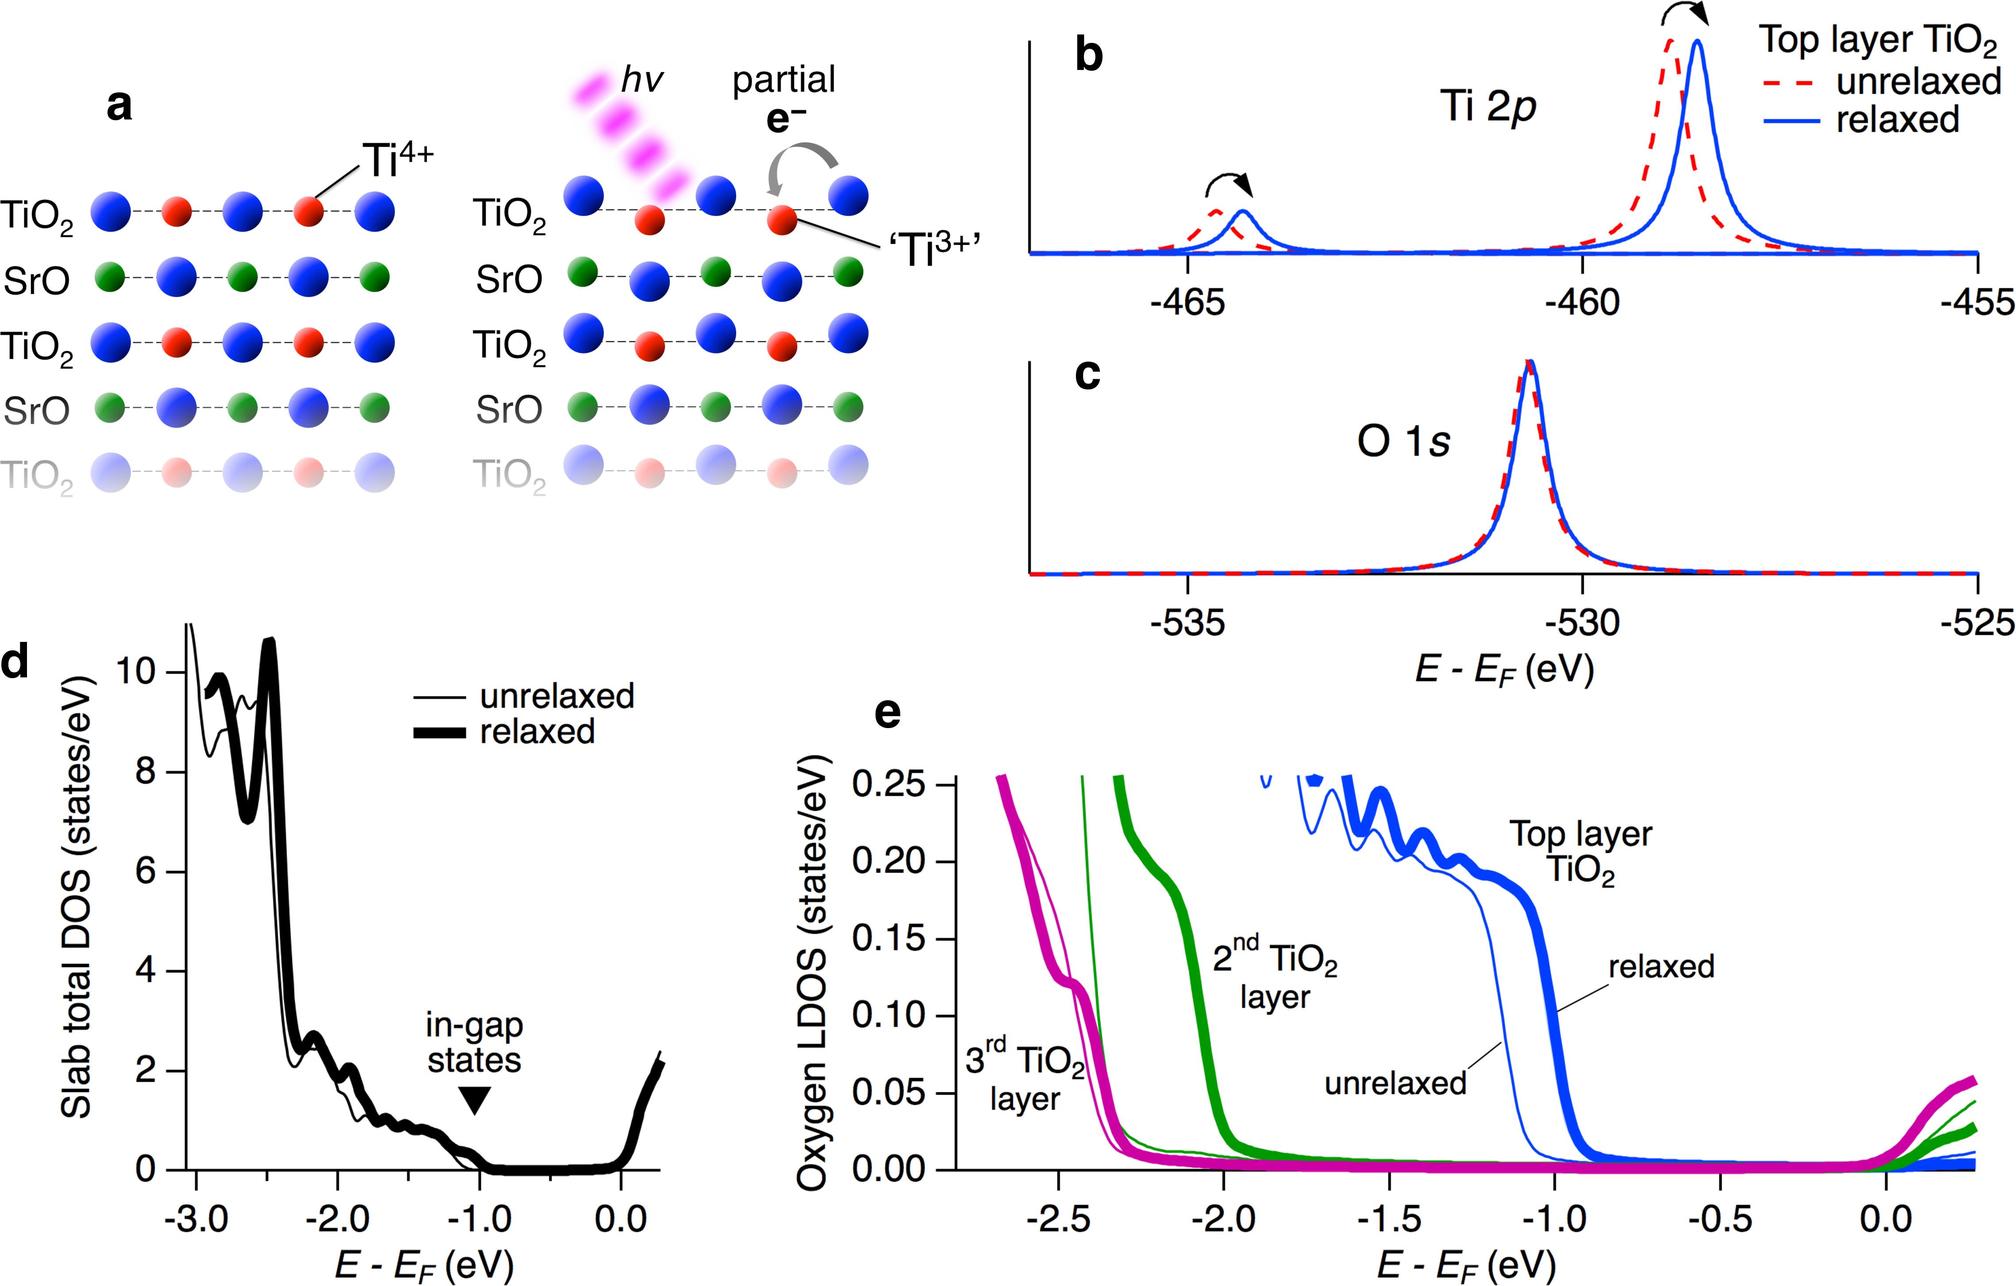 a
hν
partial
e⁻
Ti⁴⁺
TiO₂
SrO
TiO₂
SrO
TiO₂
TiO₂
SrO
TiO₂
SrO
TiO₂
‘Ti³⁺’
b
Ti 2p
Top layer TiO₂
unrelaxed
relaxed
-465
-460
-455
c
O 1s
-535
-530
-525
E - E_F (eV)
d
Slab total DOS (states/eV)
10
8
6
4
2
0
unrelaxed
relaxed
in-gap
states
-3.0
-2.0
-1.0
0.0
E - E_F (eV)
e
Oxygen LDOS (states/eV)
0.25
0.20
0.15
0.10
0.05
0.00
Top layer
TiO₂
2ⁿᵈ TiO₂
layer
relaxed
3ʳᵈ TiO₂
layer
unrelaxed
-2.5
-2.0
-1.5
-1.0
-0.5
0.0
E - E_F (eV)